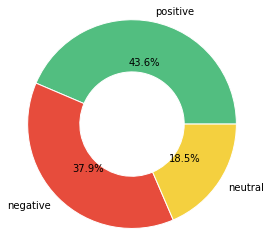 positive
43.6%
37.9%
18.5%
negative
neutral